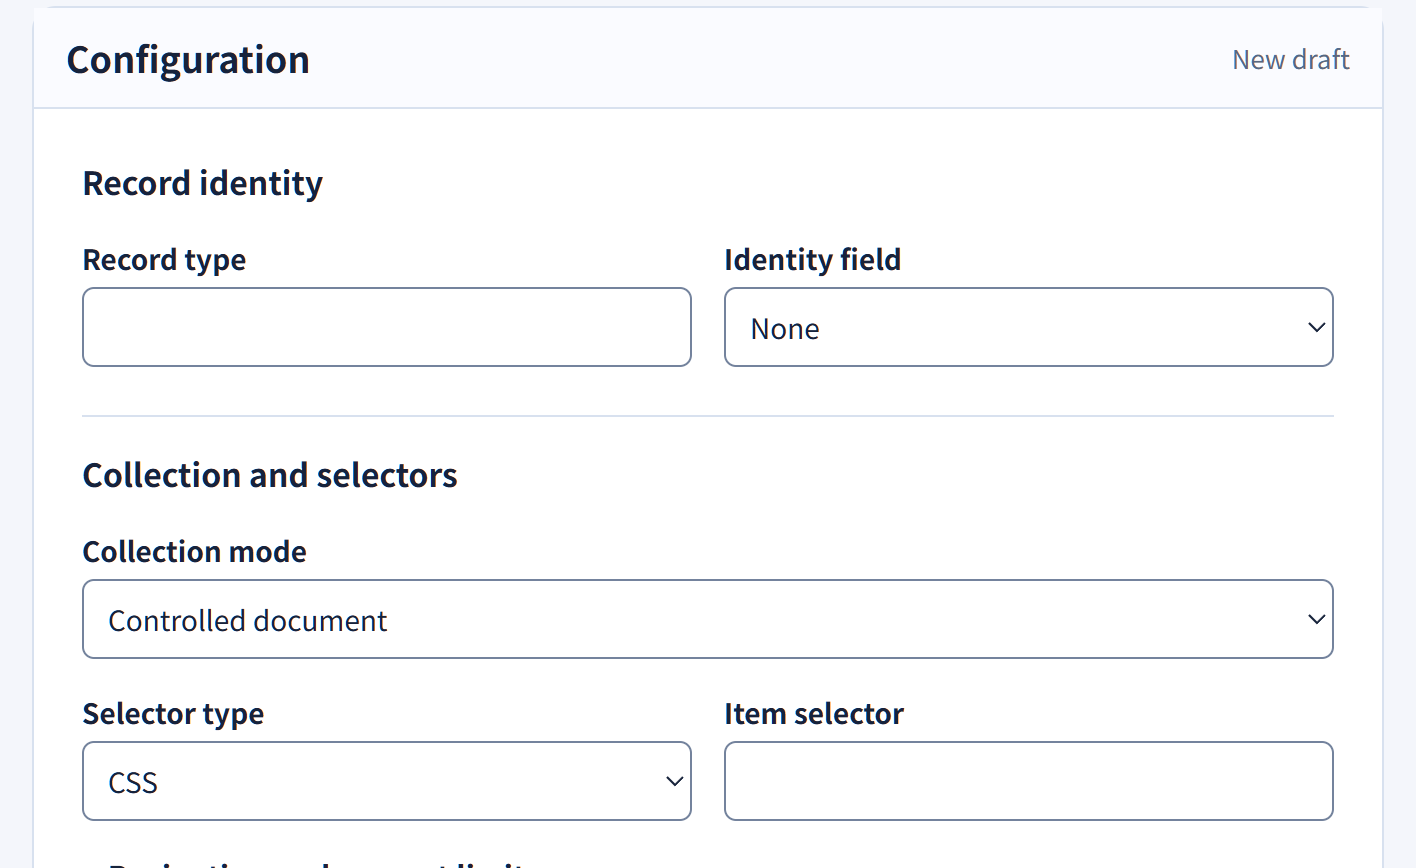 Configuration
New draft
Record identity
Record type
Identity field
None
Collection and selectors
Collection mode
Controlled document
Selector type
Item selector
CSS